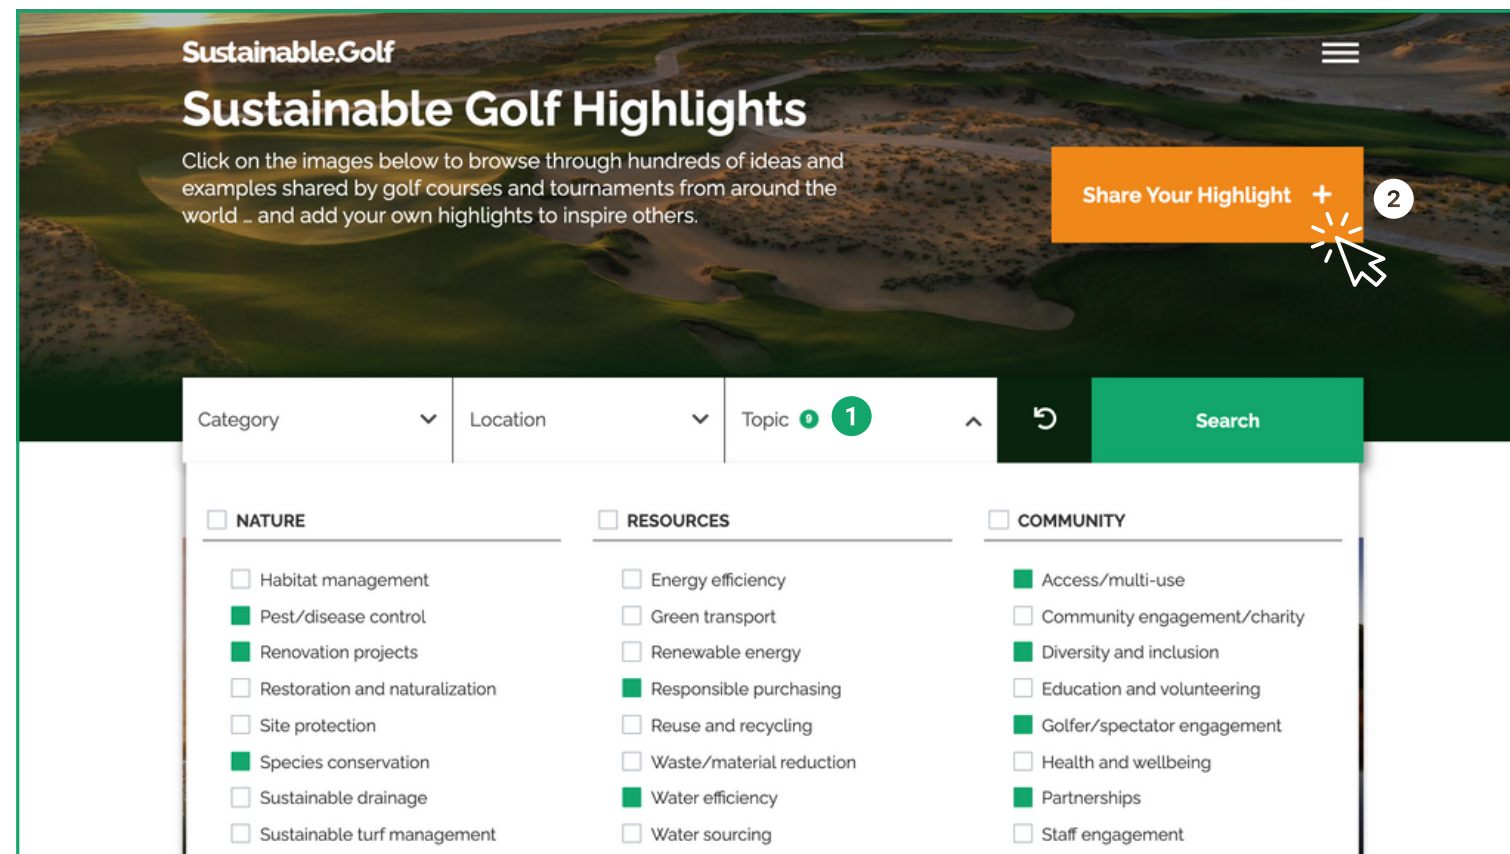 Sustainable.Golf
Sustainable Golf Highlights
Click on the images below to browse through hundreds of ideas and
examples shared by golf courses and tournaments from around the
world … and add your own highlights to inspire others.
Share Your Highlight +
2
Category
Location
Topic 9
1
Search
NATURE
Habitat management
Pest/disease control
Renovation projects
Restoration and naturalization
Site protection
Species conservation
Sustainable drainage
Sustainable turf management
RESOURCES
Energy efficiency
Green transport
Renewable energy
Responsible purchasing
Reuse and recycling
Waste/material reduction
Water efficiency
Water sourcing
COMMUNITY
Access/multi-use
Community engagement/charity
Diversity and inclusion
Education and volunteering
Golfer/spectator engagement
Health and wellbeing
Partnerships
Staff engagement